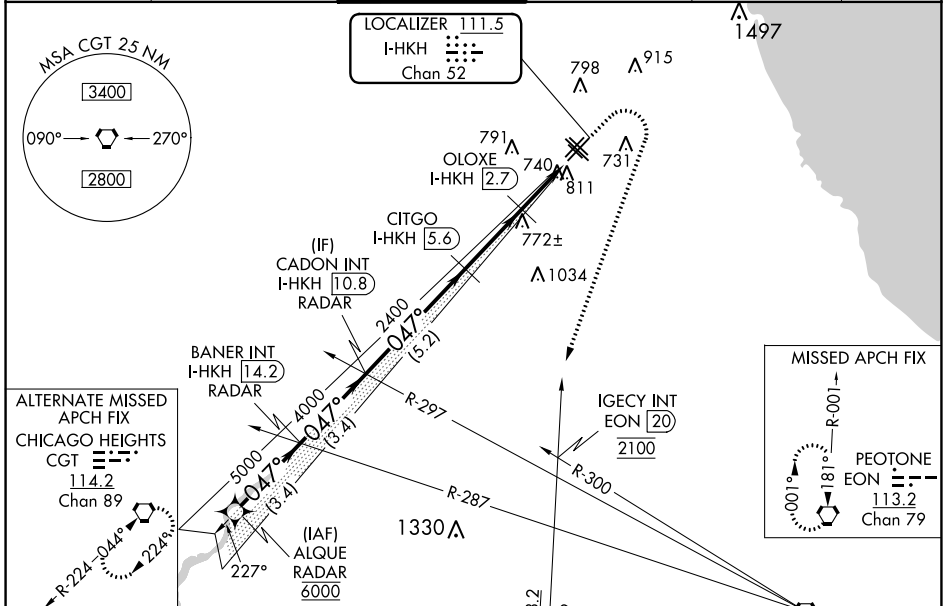 LOCALIZER 111.5
I-HKH
Chan 52
1497
915
798
MSA CGT 25 NM
3400
090°
270°
2800
791
OLOXE
I-HKH 2.7
740
811
731
CITGO
I-HKH 5.6
772±
1034
(IF)
CADON INT
I-HKH 10.8
RADAR
2400
047°
(5.2)
BANER INT
I-HKH 14.2
RADAR
4000
047°
(3.4)
R-297
5000
047°
(3.4)
IGECY INT
EON 20
2100
R-300
R-287
1330
(IAF)
ALQUE
RADAR
6000
227°
ALTERNATE MISSED
APCH FIX
CHICAGO HEIGHTS
CGT
114.2
Chan 89
R-224
044°
224°
MISSED APCH FIX
R-001
181°
001°
PEOTONE
EON
113.2
Chan 79